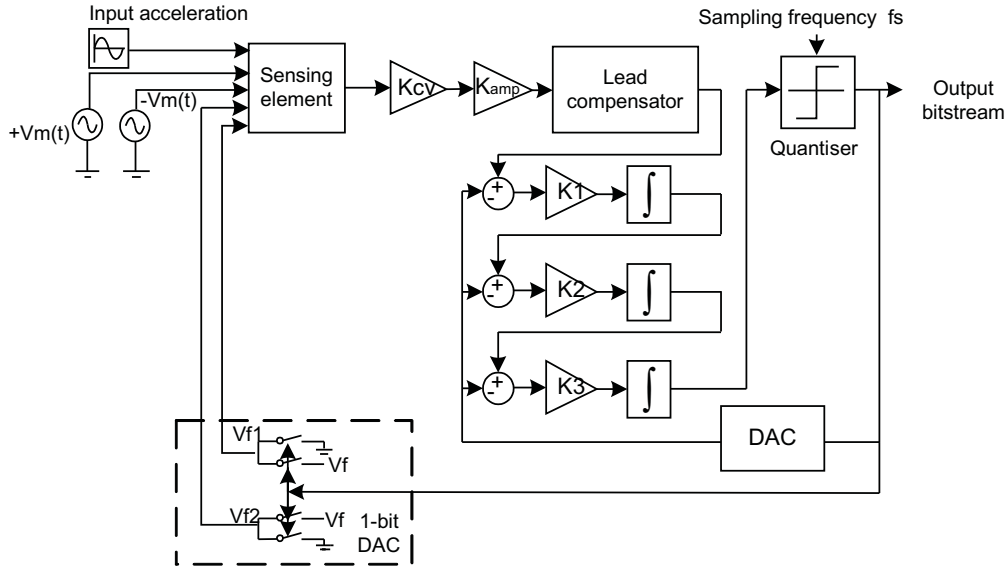 Input acceleration
Sampling frequency fs
Sensing
element
Kcv
Kamp
Lead
compensator
Output
bitstream
-Vm(t)
+Vm(t)
Quantiser
-
+
K1
∫
-
+
K2
∫
-
+
K3
∫
DAC
Vf1
Vf
Vf2
Vf
1-bit
DAC